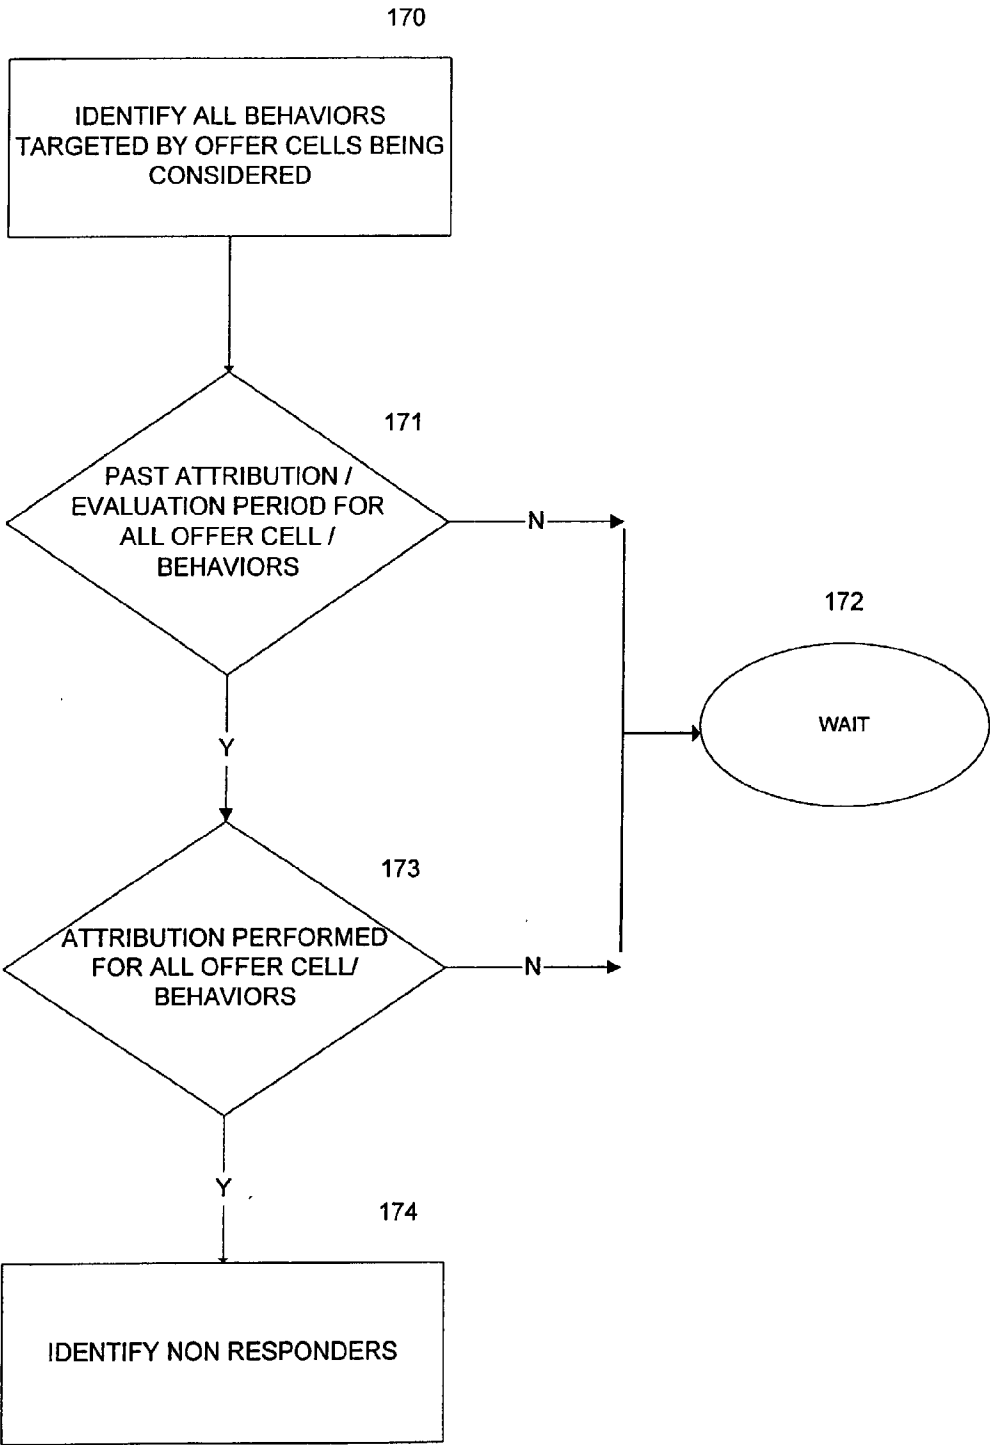 170
IDENTIFY ALL BEHAVIORS
TARGETED BY OFFER CELLS BEING
CONSIDERED
171
PAST ATTRIBUTION /
EVALUATION PERIOD FOR
ALL OFFER CELL /
BEHAVIORS
N
172
WAIT
Y
173
ATTRIBUTION PERFORMED
FOR ALL OFFER CELL/
BEHAVIORS
N
Y
174
IDENTIFY NON RESPONDERS